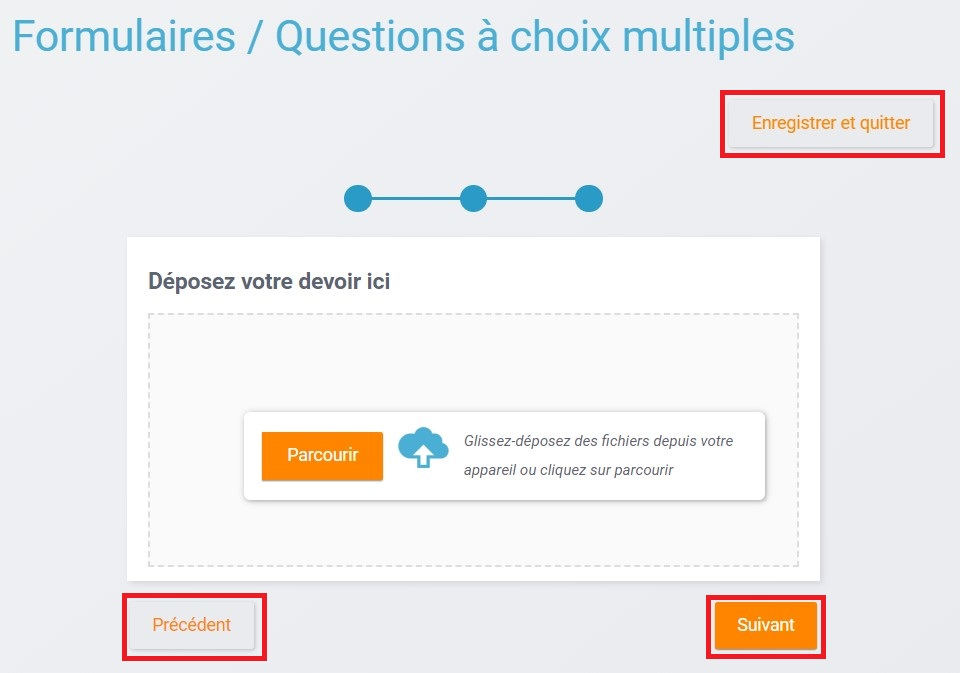 Formulaires / Questions à choix multiples
Enregistrer et quitter
Déposez votre devoir ici
Parcourir
Glissez-déposez des fichiers depuis votre
appareil ou cliquez sur parcourir
Précédent
Suivant